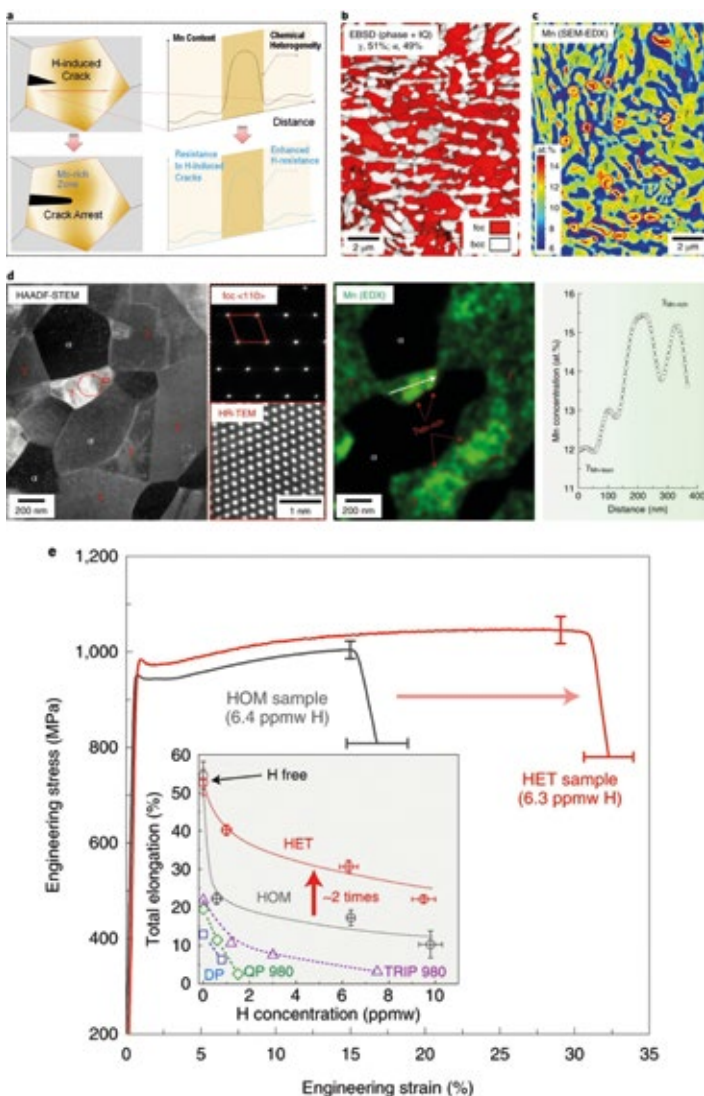 a
H-induced
Crack
Mn-rich
Zone
Crack Arrest
Mn Content
Chemical
Heterogeneity
Distance
Resistance
to H-induced
Cracks
Enhanced
H-resistance
b
EBSD (phase + IQ)
γ, 51%; α, 49%
fcc
bcc
2 μm
c
Mn (SEM-EDX)
at.%
14
12
10
8
6
2 μm
d
HAADF-STEM
α
α
α
200 nm
fcc <110>
HR-TEM
1 nm
Mn (EDX)
α
α
200 nm
Mn concentration (at.%)
16
15
14
13
12
11
γMn-rich
0
100
200
300
400
Distance (nm)
e
Engineering stress (MPa)
1,200
1,000
800
600
400
200
HOM sample
(6.4 ppmw H)
HET sample
(6.3 ppmw H)
Total elongation (%)
60
50
40
30
20
10
0
H free
HET
~2 times
HOM
DP
QP 980
TRIP 980
0 2 4 6 8 10
H concentration (ppmw)
0 5 10 15 20 25 30 35
Engineering strain (%)